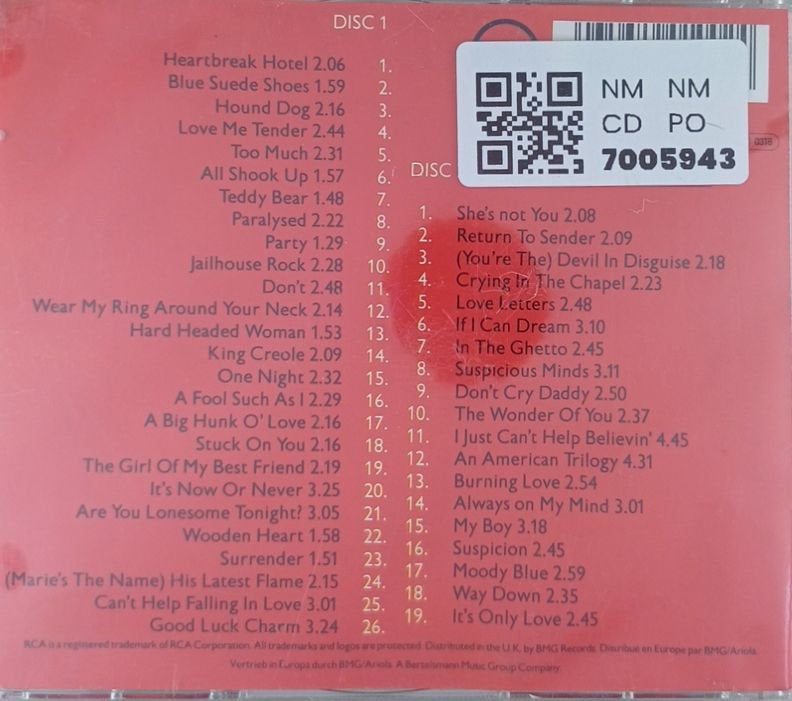 DISC 1
Heartbreak Hotel 2.06 1.
Blue Suede Shoes 1.59 2.
Hound Dog 2.16 3.
Love Me Tender 2.44 4.
Too Much 2.31 5.
All Shook Up 1.57 6.
Teddy Bear 1.48 7.
Paralysed 2.22 8.
Party 1.29 9.
Jailhouse Rock 2.28 10.
Don't 2.48 11.
Wear My Ring Around Your Neck 2.14 12.
Hard Headed Woman 1.53 13.
King Creole 2.09 14.
One Night 2.32 15.
A Fool Such As I 2.29 16.
A Big Hunk O' Love 2.16 17.
Stuck On You 2.16 18.
The Girl Of My Best Friend 2.19 19.
It's Now Or Never 3.25 20.
Are You Lonesome Tonight? 3.05 21.
Wooden Heart 1.58 22.
Surrender 1.51 23.
(Marie's The Name) His Latest Flame 2.15 24.
Can't Help Falling In Love 3.01 25.
Good Luck Charm 3.24 26.
NM NM
CD PO
7005943
DISC
1. She's not You 2.08
2. Return To Sender 2.09
3. (You're The) Devil In Disguise 2.18
4. Crying In The Chapel 2.23
5. Love Letters 2.48
6. If I Can Dream 3.10
7. In The Ghetto 2.45
8. Suspicious Minds 3.11
9. Don't Cry Daddy 2.50
10. The Wonder Of You 2.37
11. I Just Can't Help Believin' 4.45
12. An American Trilogy 4.31
13. Burning Love 2.54
14. Always on My Mind 3.01
15. My Boy 3.18
16. Suspicion 2.45
17. Moody Blue 2.59
18. Way Down 2.35
19. It's Only Love 2.45
RCA is a registered trademark of RCA Corporation. All trademarks and logos are protected. Distributed in the U.K. by BMG Records. Disribue en Europe par BMG/Ariola.
Vertrieb in Europa durch BMG/Ariola. A Bertelsmann Music Group Company.